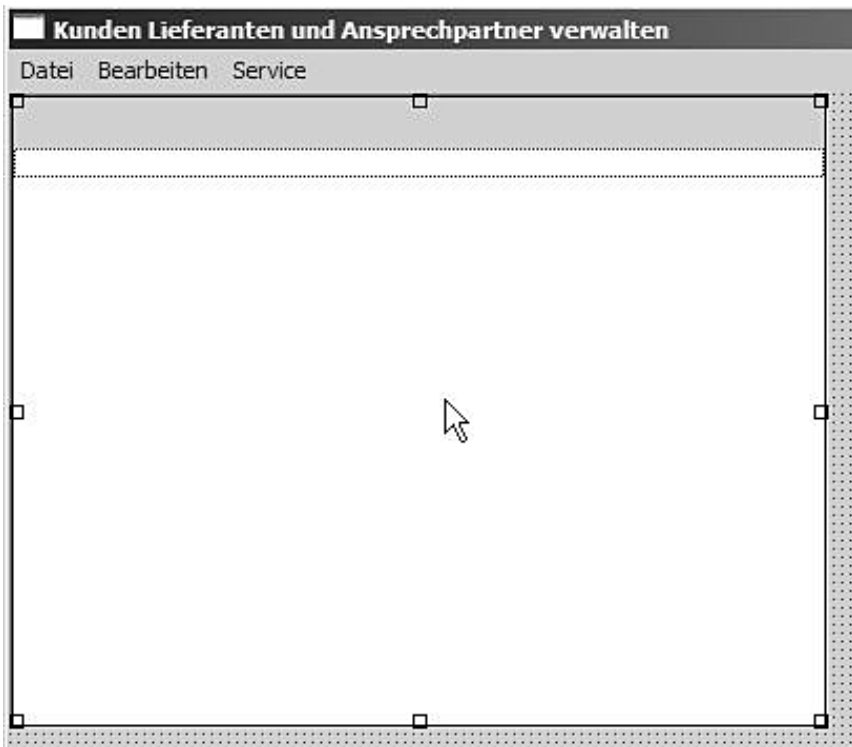 Kunden Lieferanten und Ansprechpartner verwalten
Datei Bearbeiten Service